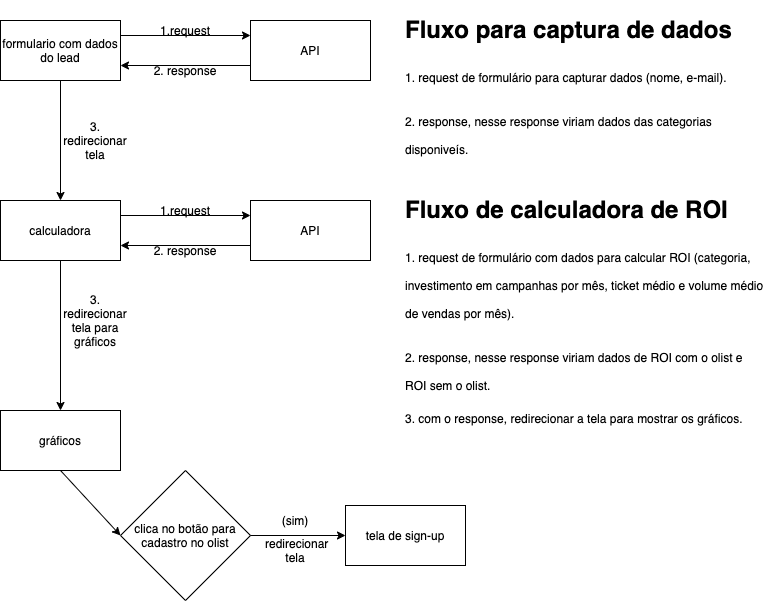 formulario com dados
do lead
1.request
2. response
API
3.
redirecionar
tela
calculadora
1.request
2. response
API
3.
redirecionar
tela para
gráficos
gráficos
clica no botão para
cadastro no olist
(sim)
redirecionar
tela
tela de sign-up
Fluxo para captura de dados
1. request de formulário para capturar dados (nome, e-mail).
2. response, nesse response viriam dados das categorias
disponiveís.
Fluxo de calculadora de ROI
1. request de formulário com dados para calcular ROI (categoria,
investimento em campanhas por mês, ticket médio e volume médio
de vendas por mês).
2. response, nesse response viriam dados de ROI com o olist e
ROI sem o olist.
3. com o response, redirecionar a tela para mostrar os gráficos.